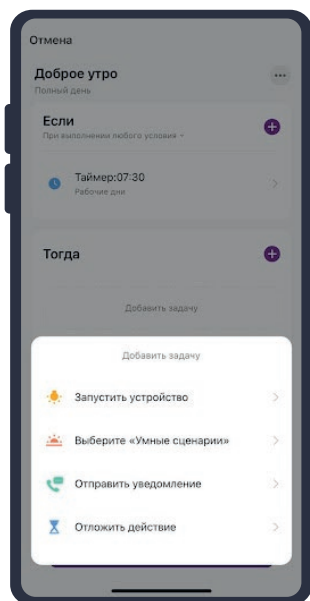 Отмена
Доброе утро
Полный день
Если
При выполнении любого условия
Таймер:07:30
Рабочие дни
Тогда
Добавить задачу
Добавить задачу
Запустить устройство
Выберите «Умные сценарии»
Отправить уведомление
Отложить действие